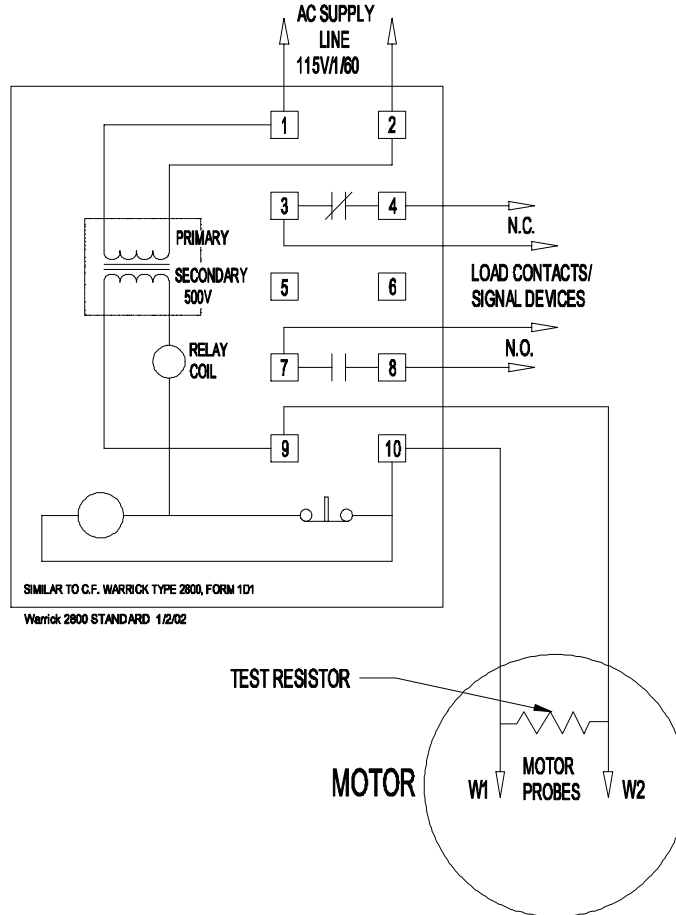 AC SUPPLY
LINE
115V/1/60
1
2
3
4
N.C.
PRIMARY
SECONDARY
500V
5
6
LOAD CONTACTS/
SIGNAL DEVICES
RELAY
COIL
7
8
N.O.
9
10
SIMILAR TO C.F. WARRICK TYPE 2800, FORM 1D1
Warrick 2800 STANDARD 1/2/02
TEST RESISTOR
MOTOR
W1
MOTOR
PROBES
W2